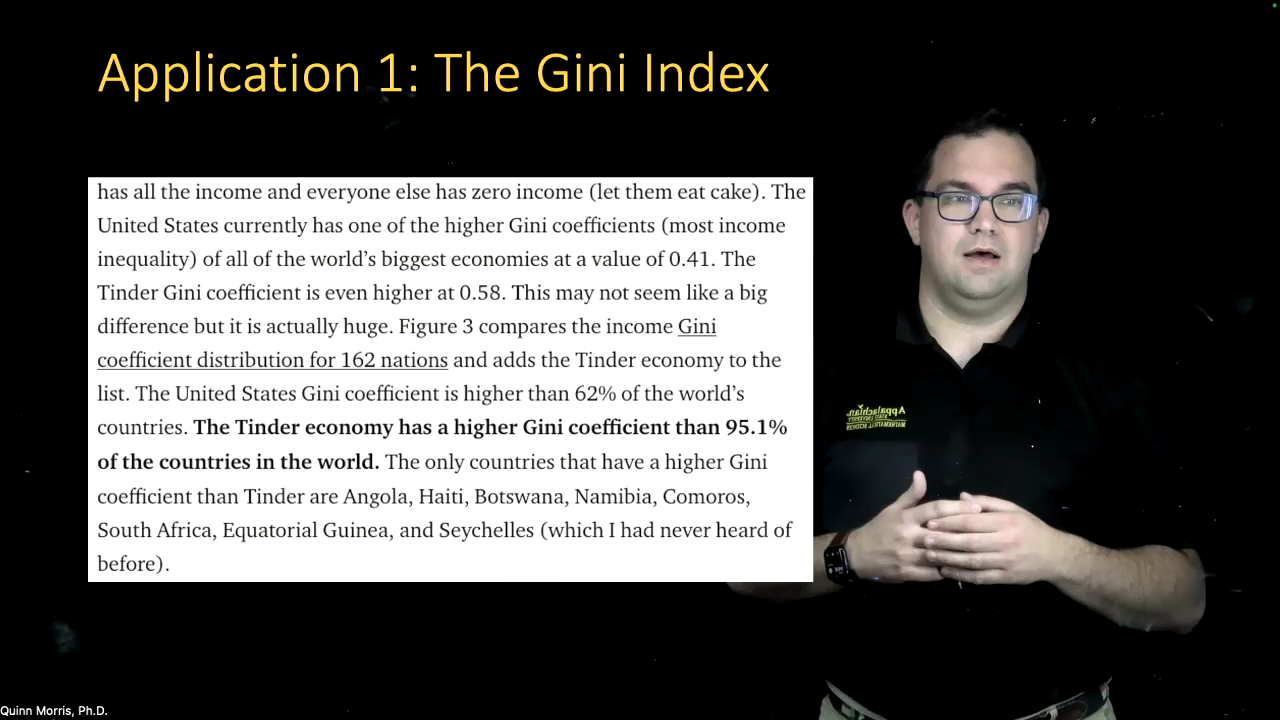 Application 1: The Gini Index
has all the income and everyone else has zero income (let them eat cake). The
United States currently has one of the higher Gini coefficients (most income
inequality) of all of the world’s biggest economies at a value of 0.41. The
Tinder Gini coefficient is even higher at 0.58. This may not seem like a big
difference but it is actually huge. Figure 3 compares the income Gini
coefficient distribution for 162 nations and adds the Tinder economy to the
list. The United States Gini coefficient is higher than 62% of the world’s
countries. The Tinder economy has a higher Gini coefficient than 95.1%
of the countries in the world. The only countries that have a higher Gini
coefficient than Tinder are Angola, Haiti, Botswana, Namibia, Comoros,
South Africa, Equatorial Guinea, and Seychelles (which I had never heard of
before).
Appalachian
STATE UNIVERSITY
MATHEMATICAL SCIENCES
Quinn Morris, Ph.D.